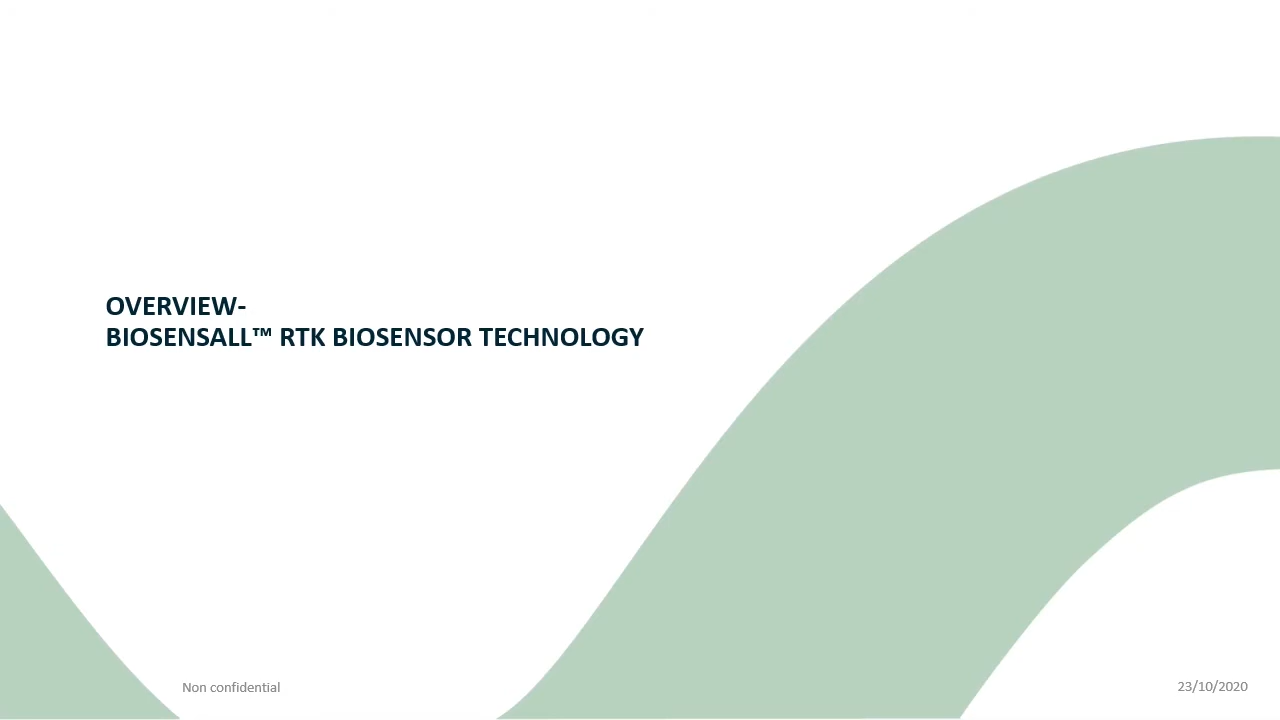 OVERVIEW-
BIOSENSALL™ RTK BIOSENSOR TECHNOLOGY
Non confidential
23/10/2020